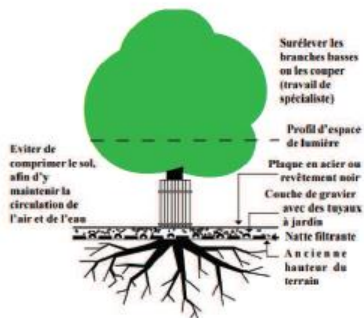 Surélever les
branches basses
ou les couper
(travail de
spécialiste)
Profil d'espace
de lumière
Eviter de
comprimer le sol,
afin d'y
maintenir la
circulation de
l'air et de l'eau
Plaque en acier ou
revêtement noir
Couche de gravier
avec des tuyaux
à jardin
Natte filtrante
Ancienne
hauteur du
terrain